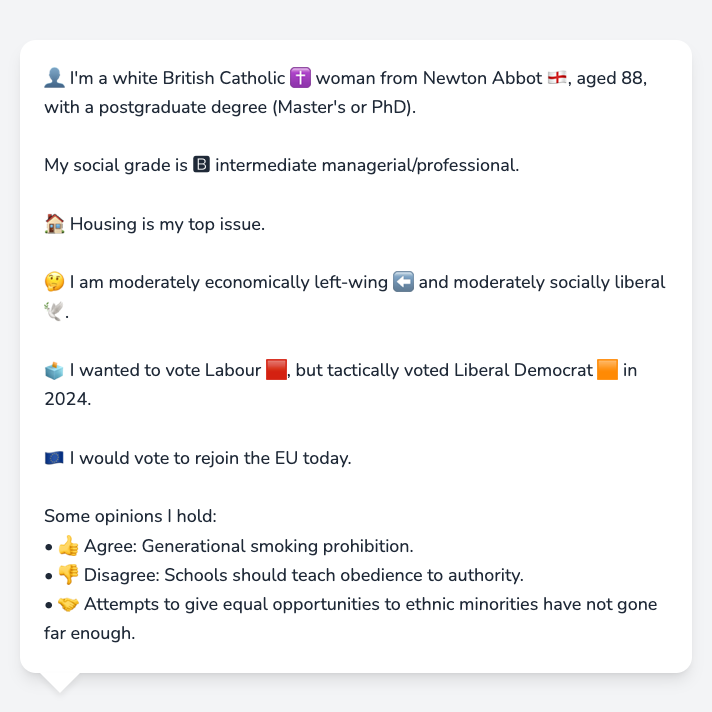 👤 I'm a white British Catholic ✝️ woman from Newton Abbot 🏴󠁧󠁢󠁥󠁮󠁧󠁿, aged 88,
with a postgraduate degree (Master's or PhD).
My social grade is 🅱 intermediate managerial/professional.
🏠 Housing is my top issue.
🤔 I am moderately economically left-wing ⬅️ and moderately socially liberal
🕊️.
🗳️ I wanted to vote Labour 🟥, but tactically voted Liberal Democrat 🟧 in
2024.
🇪🇺 I would vote to rejoin the EU today.
Some opinions I hold:
• 👍 Agree: Generational smoking prohibition.
• 👎 Disagree: Schools should teach obedience to authority.
• 🤝 Attempts to give equal opportunities to ethnic minorities have not gone
far enough.